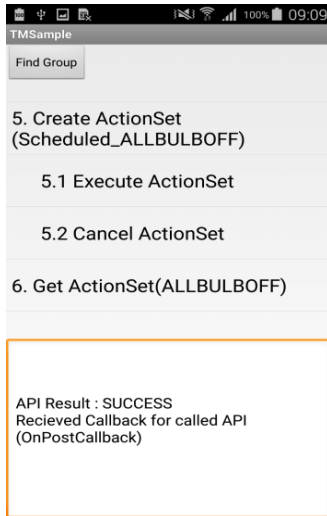 100% 09:09
TMSample
Find Group
5. Create ActionSet
(Scheduled_ALLBULBOFF)
5.1 Execute ActionSet
5.2 Cancel ActionSet
6. Get ActionSet(ALLBULBOFF)
API Result : SUCCESS
Recieved Callback for called API
(OnPostCallback)